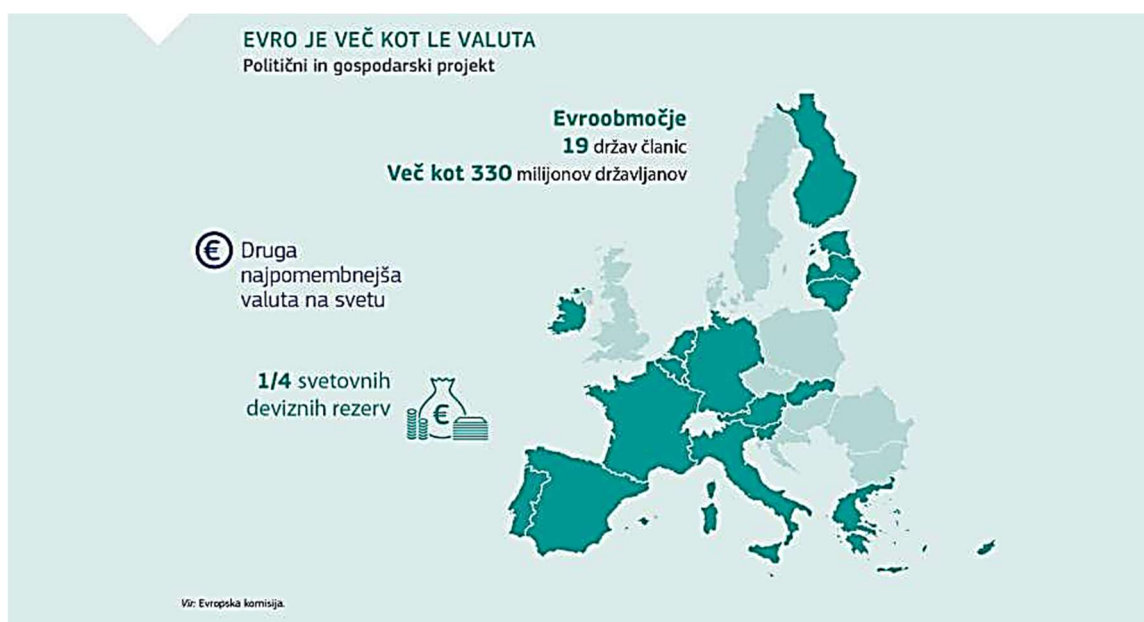 EVRO JE VEČ KOT LE VALUTA
Politični in gospodarski projekt
Evroobmočje
19 držav članic
Več kot 330 milijonov državljanov
€ Druga
najpomembnejša
valuta na svetu
1/4 svetovnih
deviznih rezerv
€
Vir: Evropska komisija.